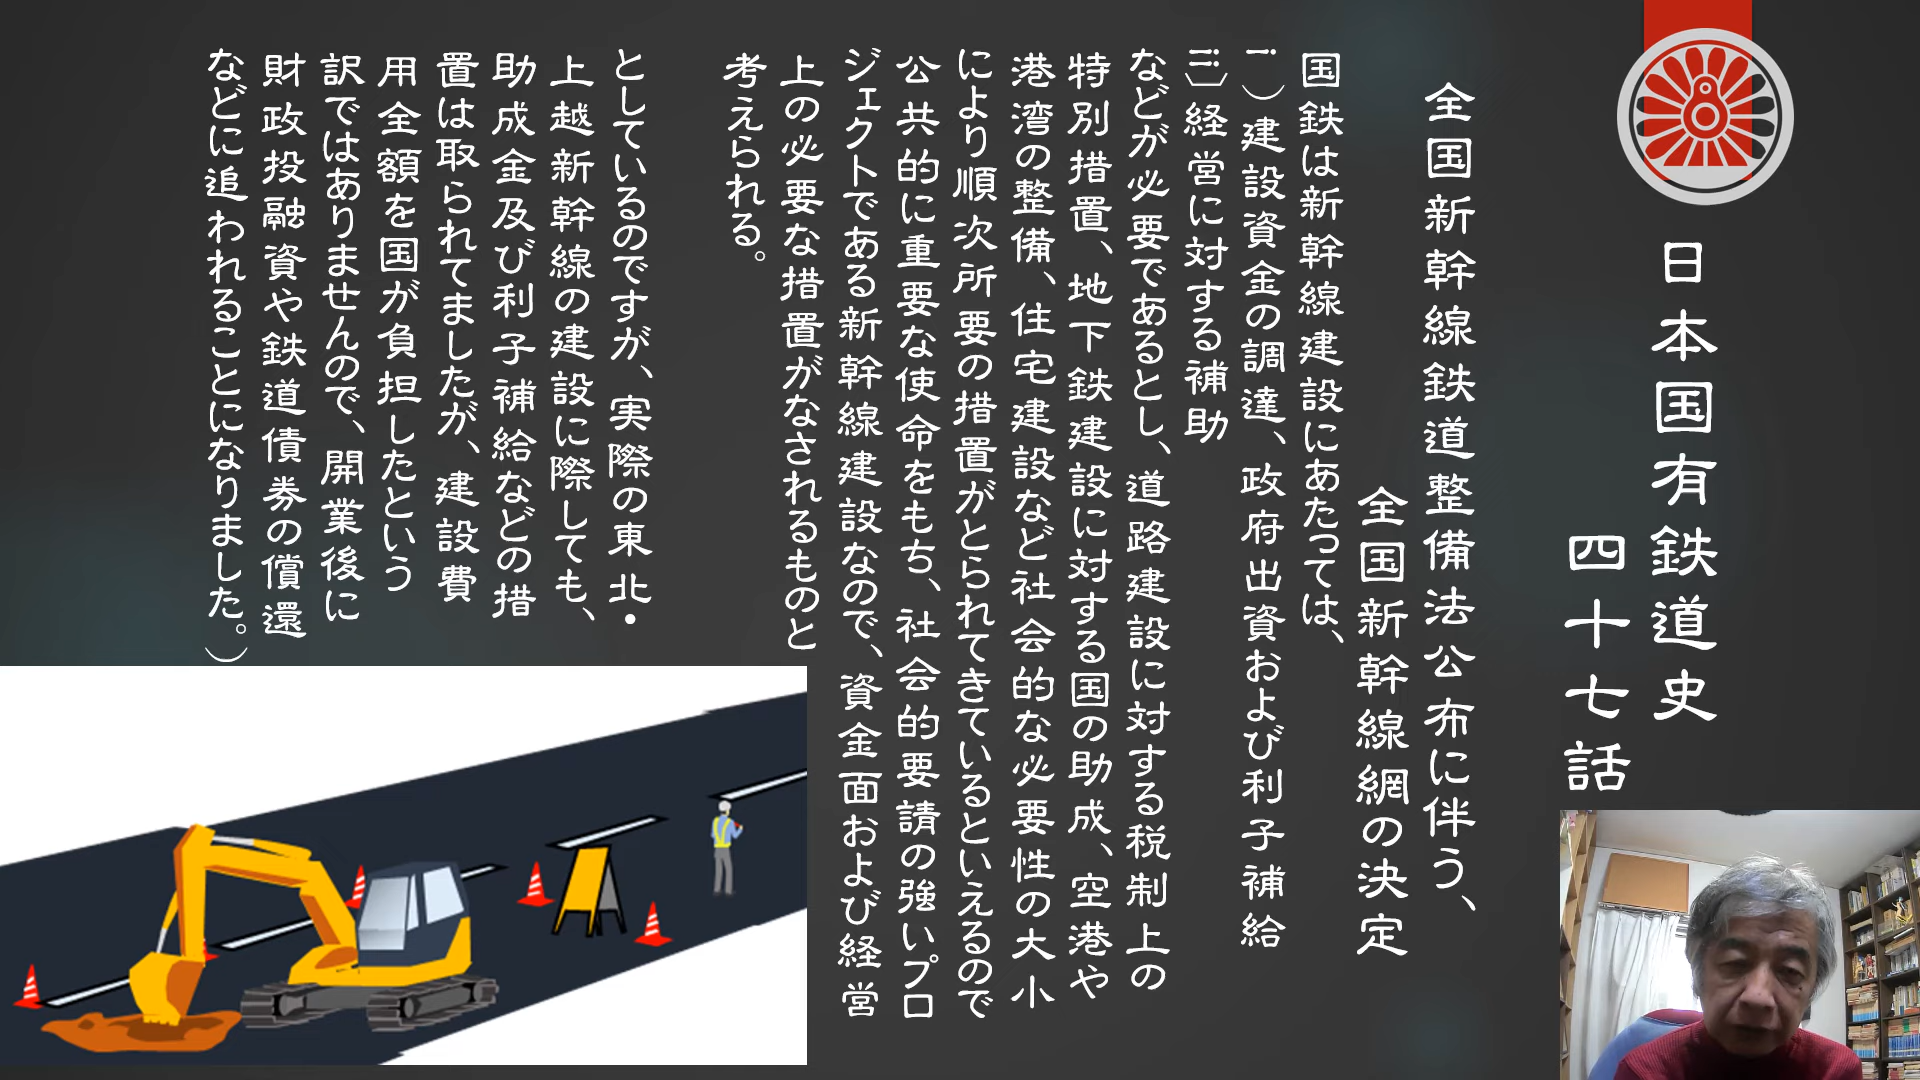 日本国有鉄道史
四十七話
全国新幹線鉄道整備法公布に伴う、
全国新幹線網の決定
国鉄は新幹線建設にあたっては、
一)建設資金の調達、政府出資および利子補給
二)経営に対する補助
などが必要であるとし、道路建設に対する税制上の
特別措置、地下鉄建設に対する国の助成、空港や
港湾の整備、住宅建設など社会的な必要性の大小
により順次所要の措置がとられてきているといえるので
公共的に重要な使命をもち、社会的要請の強いプロ
ジェクトである新幹線建設なので、資金面および経営
上の必要な措置がなされるものと
考えられる。
としているのですが、実際の東北・
上越新幹線の建設に際しても、
助成金及び利子補給などの措
置は取られてましたが、建設費
用全額を国が負担したという
訳ではありませんので、開業後に
財政投融資や鉄道債券の償還
などに追われることになりました。)